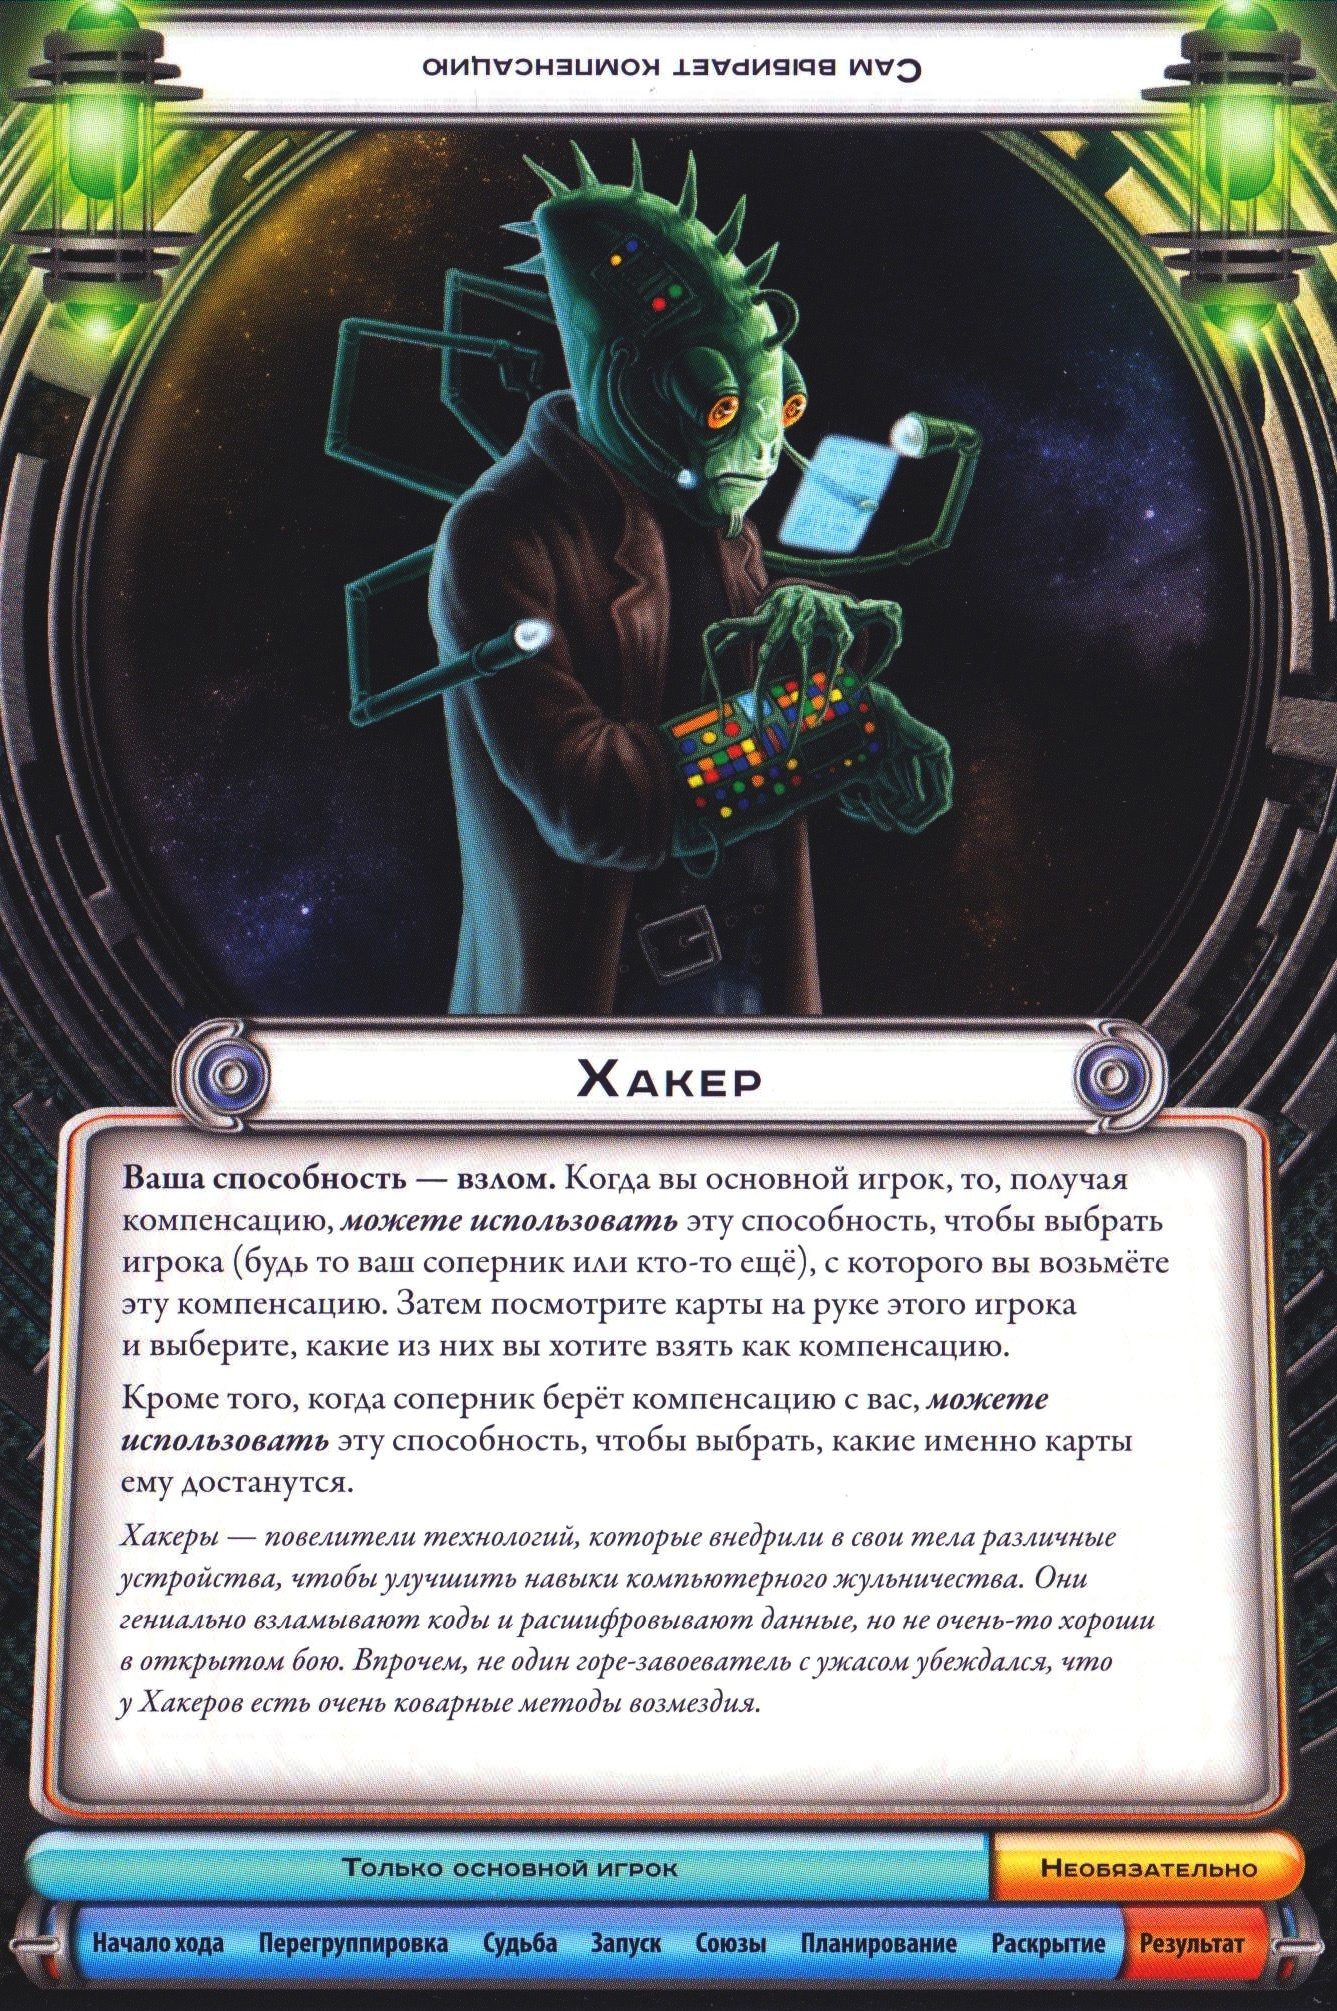 Сам выбирает компенсацию
Хакер
Ваша способность — взлом. Когда вы основной игрок, то, получая
компенсацию, можете использовать эту способность, чтобы выбрать
игрока (будь то ваш соперник или кто-то ещё), с которого вы возьмёте
эту компенсацию. Затем посмотрите карты на руке этого игрока
и выберите, какие из них вы хотите взять как компенсацию.
Кроме того, когда соперник берёт компенсацию с вас, можете
использовать эту способность, чтобы выбрать, какие именно карты
ему достанутся.
Хакеры — повелители технологий, которые внедрили в свои тела различные
устройства, чтобы улучшить навыки компьютерного жульничества. Они
гениально взламывают коды и расшифровывают данные, но не очень-то хороши
в открытом бою. Впрочем, не один горе-завоеватель с ужасом убеждался, что
у Хакеров есть очень коварные методы возмездия.
Только основной игрок Необязательно
Начало хода Перегруппировка Судьба Запуск Союзы Планирование Раскрытие Результат